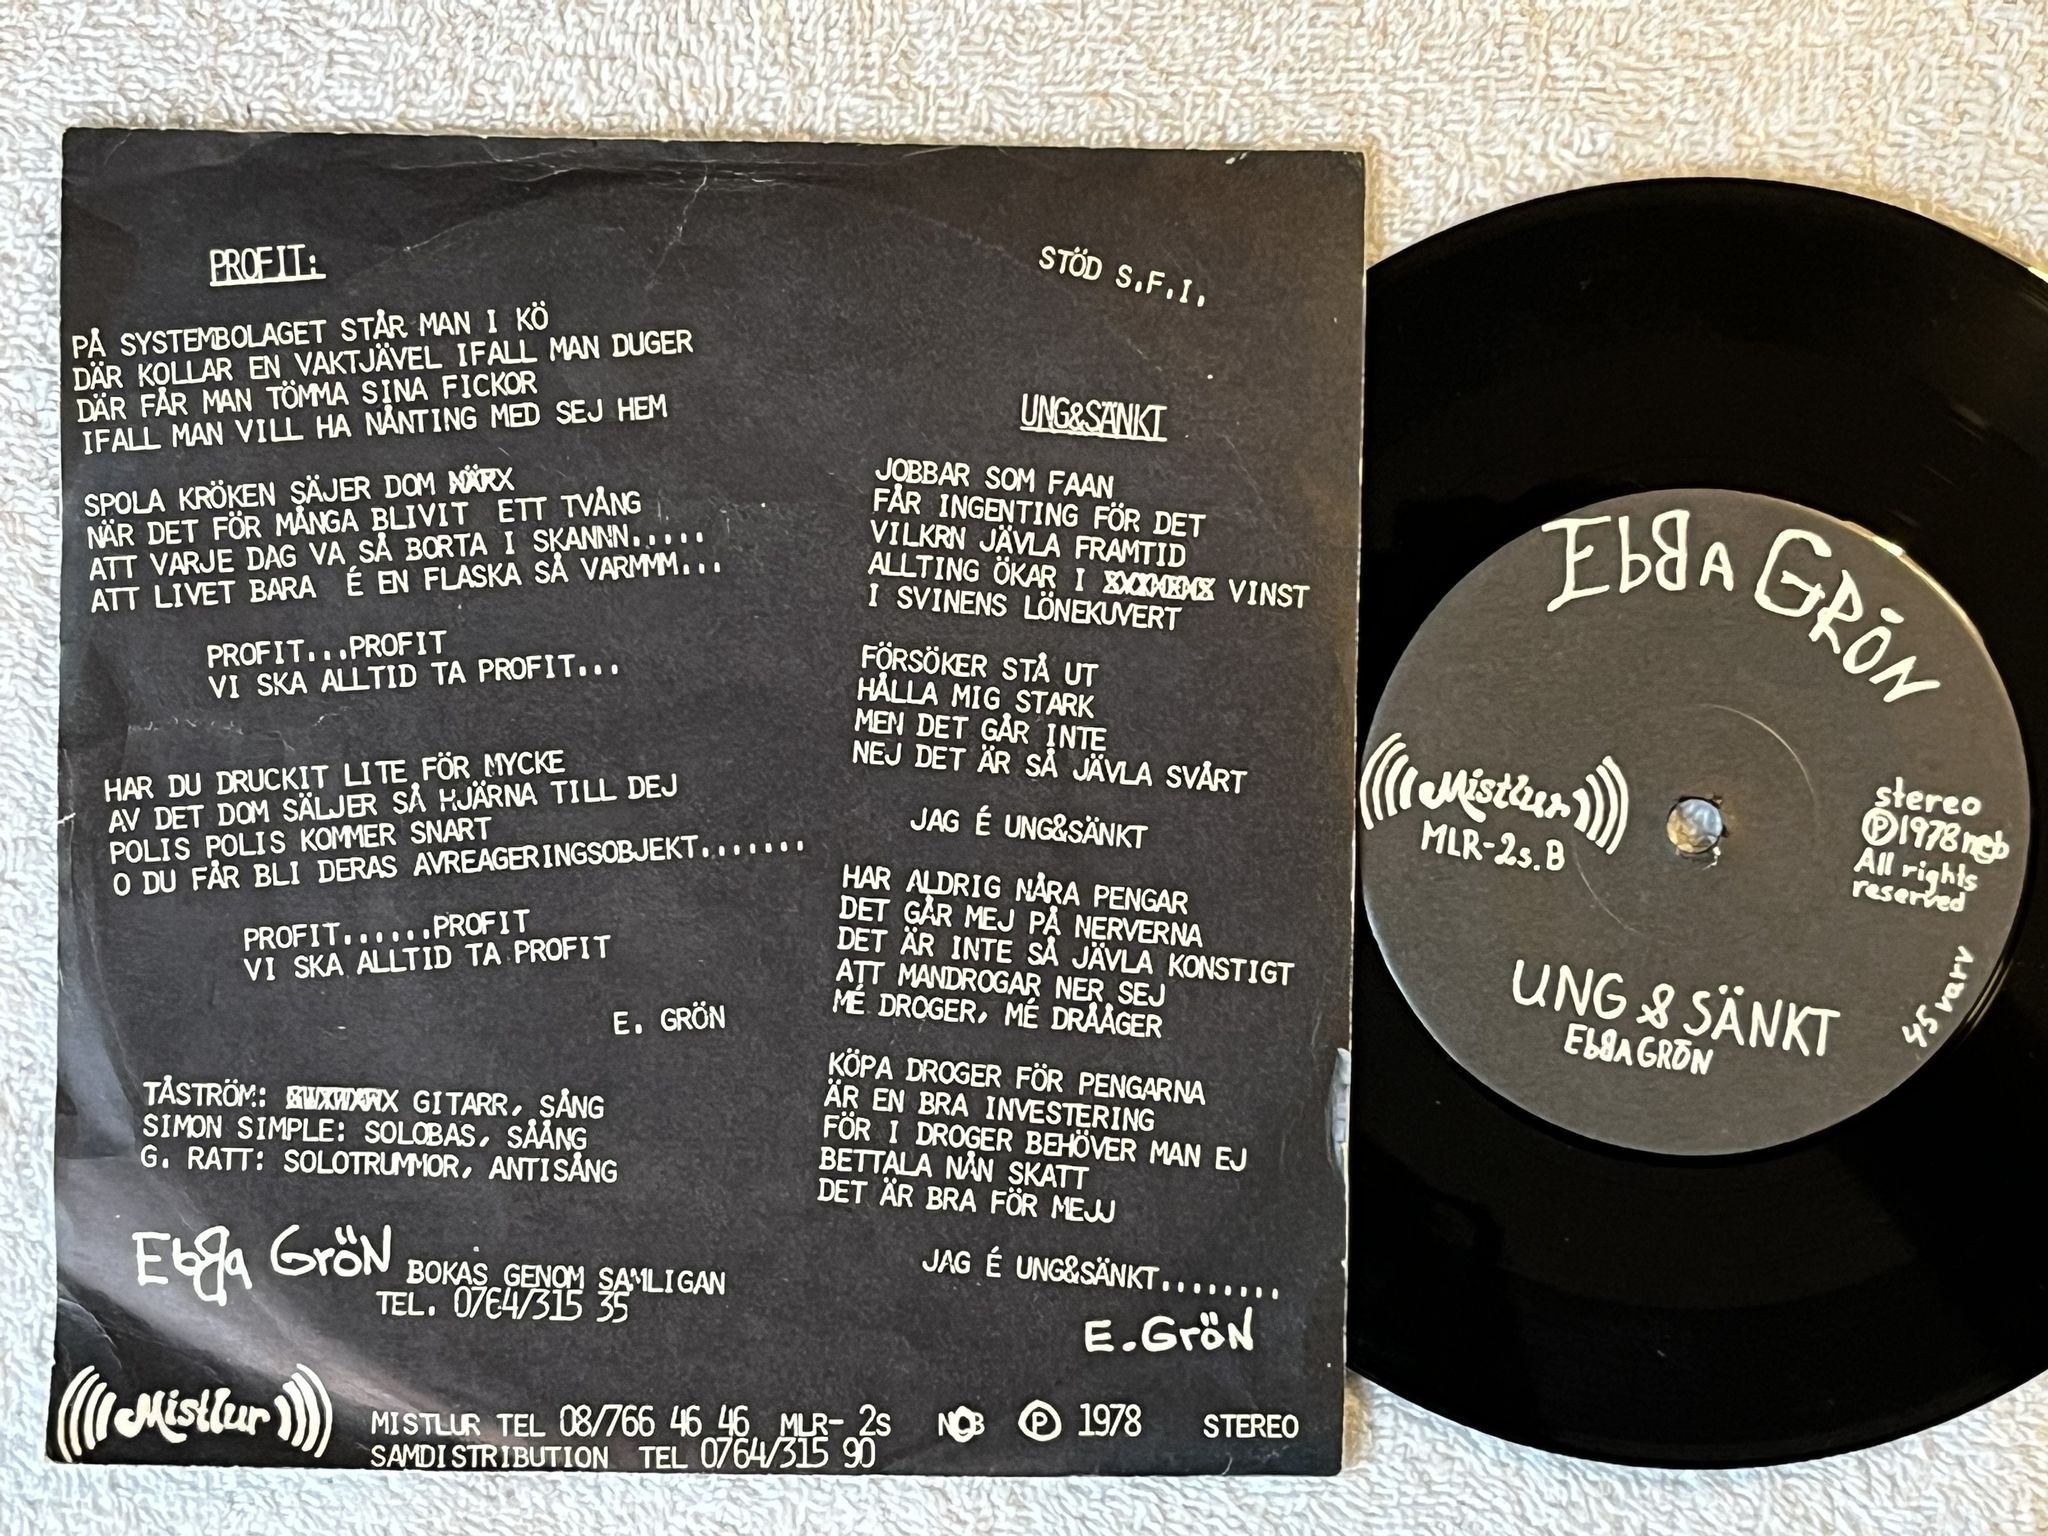 PROFIT:
PÅ SYSTEMBOLAGET STÅR MAN I KÖ
DÄR KOLLAR EN VAKTJÄVEL IFALL MAN DUGER
DÄR FÅR MAN TÖMMA SINA FICKOR
IFALL MAN VILL HA NÅNTING MED SEJ HEM
SPOLA KRÖKEN SÄJER DOM
NÄR DET FÖR MÅNGA BLIVIT ETT TVÅNG
ATT VARJE DAG VA SÅ BORTA I SKANNN.....
ATT LIVET BARA É EN FLASKA SÅ VARMMM...
PROFIT...PROFIT
VI SKA ALLTID TA PROFIT...
HAR DU DRUCKIT LITE FÖR MYCKE
AV DET DOM SÄLJER SÅ HJÄRNA TILL DEJ
POLIS POLIS KOMMER SNART
O DU FÅR BLI DERAS AVREAGERINGSOBJEKT.......
PROFIT......PROFIT
VI SKA ALLTID TA PROFIT
E. GRÖN
TÅSTRÖM: GITARR, SÅNG
SIMON SIMPLE: SOLOBAS, SÅÅNG
G. RATT: SOLOTRUMMOR, ANTISÅNG
EbBa GrÖN BOKAS GENOM SAMLIGAN
TEL. 0764/315 35
Mistlur
MISTLUR TEL 08/766 46 46 MLR- 2S NCB Ⓟ 1978 STEREO
SAMDISTRIBUTION TEL 0764/315 90
STÖD S.F.I.
UNG&SÄNKT
JOBBAR SOM FAAN
FÅR INGENTING FÖR DET
VILKRN JÄVLA FRAMTID
ALLTING ÖKAR I VINST
I SVINENS LÖNEKUVERT
FÖRSÖKER STÅ UT
HÅLLA MIG STARK
MEN DET GÅR INTE
NEJ DET ÄR SÅ JÄVLA SVÅRT
JAG É UNG&SÄNKT
HAR ALDRIG NÅRA PENGAR
DET GÅR MEJ PÅ NERVERNA
DET ÄR INTE SÅ JÄVLA KONSTIGT
ATT MANDROGAR NER SEJ
MÉ DROGER, MÉ DRÅÅGER
KÖPA DROGER FÖR PENGARNA
ÄR EN BRA INVESTERING
FÖR I DROGER BEHÖVER MAN EJ
BETTALA NÅN SKATT
DET ÄR BRA FÖR MEJJ
JAG É UNG&SÄNKT........
E.GrÖN
EbBA GRÖN
Mistlur
MLR-2s.B
stereo
Ⓟ1978 ncb
All rights
reserved
45 varv
UNG & SÄNKT
EbBA GRÖN